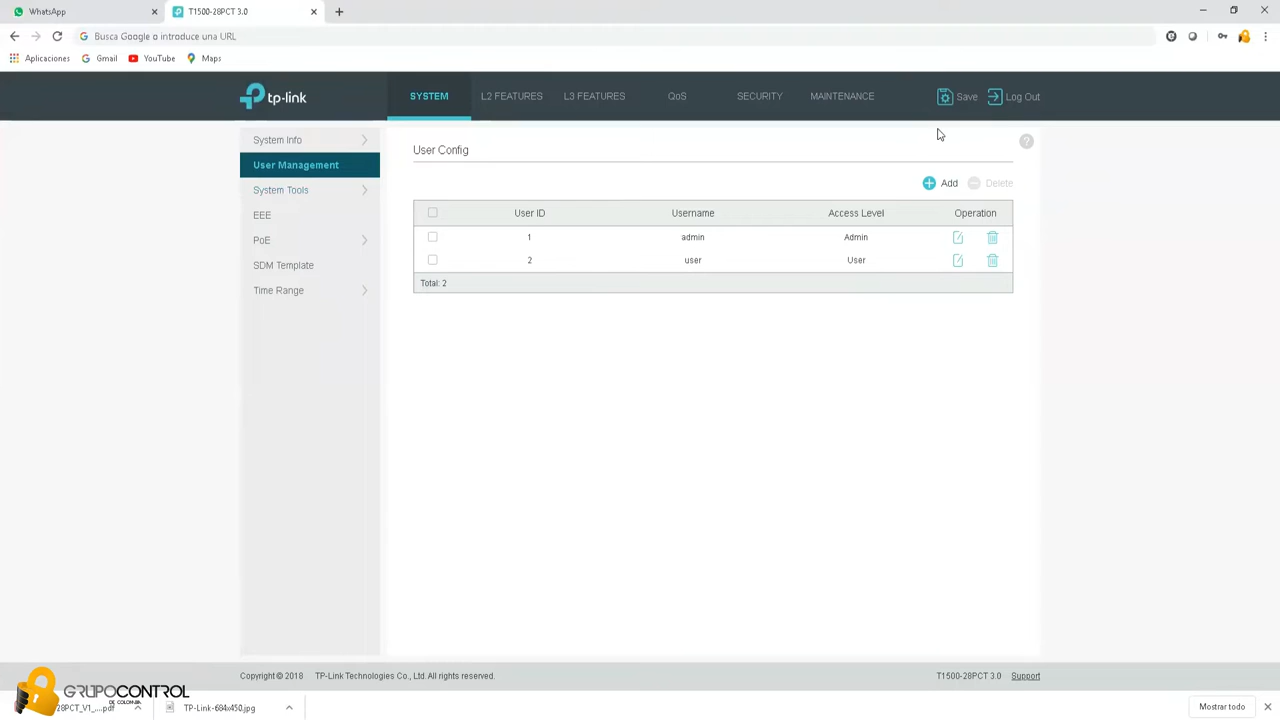 WhatsApp
T1500-28PCT 3.0
Busca Google o introduce una URL
Aplicaciones
Gmail
YouTube
Maps
tp-link
SYSTEM
L2 FEATURES
L3 FEATURES
QoS
SECURITY
MAINTENANCE
Save
Log Out
System Info
User Management
System Tools
EEE
PoE
SDM Template
Time Range
User Config
?
Add
Delete
User ID Username Access Level Operation
1 admin Admin
2 user User
Total: 2
Copyright © 2018 TP-Link Technologies Co., Ltd. All rights reserved.
T1500-28PCT 3.0 Support
GRUPOCONTROL
DE COLOMBIA
28PCT_V1_....pdf
TP-Link-684x450.jpg
Mostrar todo